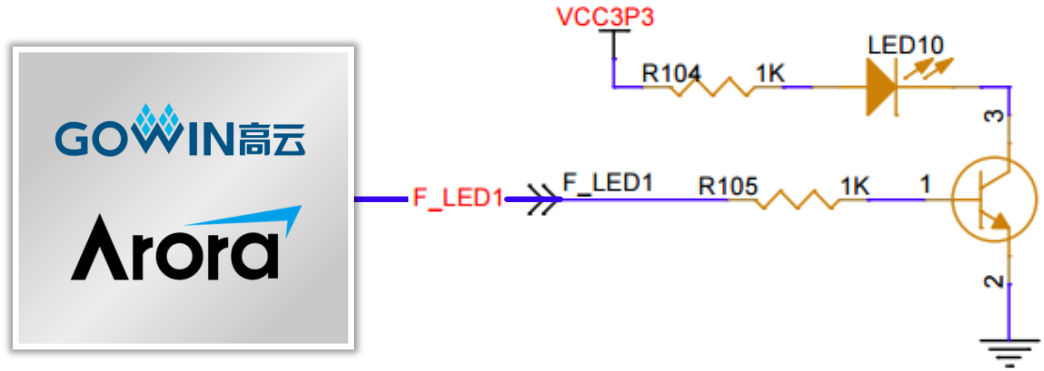 VCC3P3
LED10
R104 1K
3
GOWIN高云
F_LED1 F_LED1 R105 1K 1
Arora
2